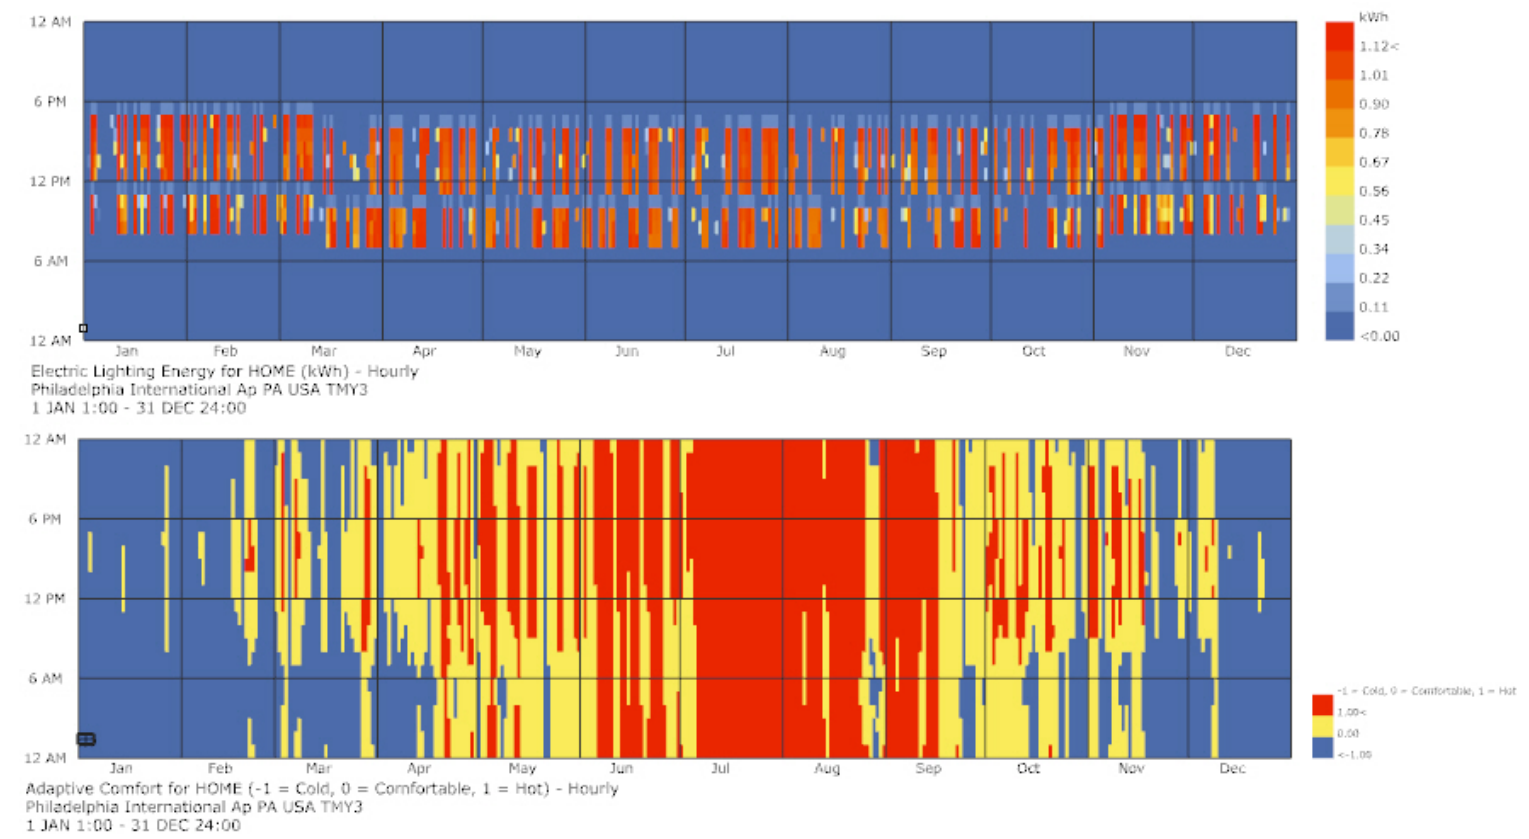 12 AM
6 PM
12 PM
6 AM
12 AM
Jan Feb Mar Apr May Jun Jul Aug Sep Oct Nov Dec
kWh
1.12<
1.01
0.90
0.78
0.67
0.56
0.45
0.34
0.22
0.11
<0.00
Electric Lighting Energy for HOME (kWh) - Hourly
Philadelphia International Ap PA USA TMY3
1 JAN 1:00 - 31 DEC 24:00
12 AM
6 PM
12 PM
6 AM
12 AM
Jan Feb Mar Apr May Jun Jul Aug Sep Oct Nov Dec
-1 = Cold, 0 = Comfortable, 1 = Hot
1.00<
0.00
<-1.00
Adaptive Comfort for HOME (-1 = Cold, 0 = Comfortable, 1 = Hot) - Hourly
Philadelphia International Ap PA USA TMY3
1 JAN 1:00 - 31 DEC 24:00